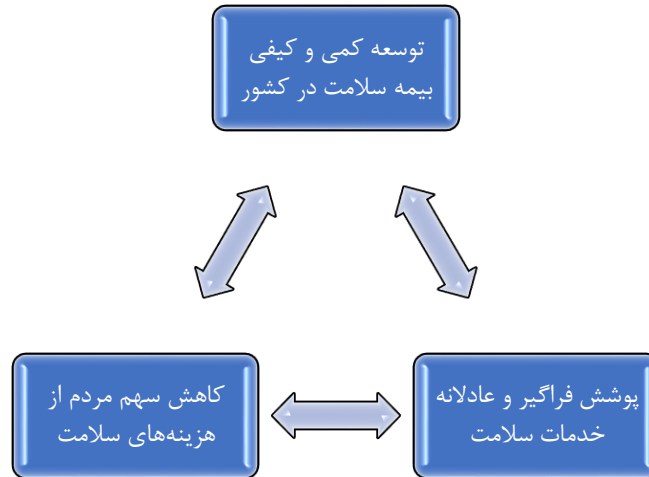 توسعه کمی و کیفی
بیمه سلامت در کشور
پوشش فراگیر و عادلانه
خدمات سلامت
کاهش سهم مردم از
هزینه‌های سلامت